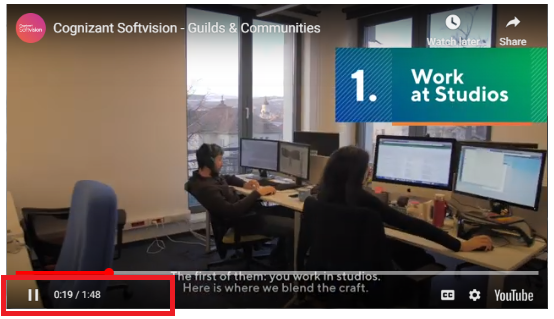 Cognizant Softvision
Cognizant Softvision - Guilds & Communities
Watch later
Share
1. Work
at Studios
The first of them: you work in studios.
Here is where we blend the craft.
0:19 / 1:48
CC
YouTube